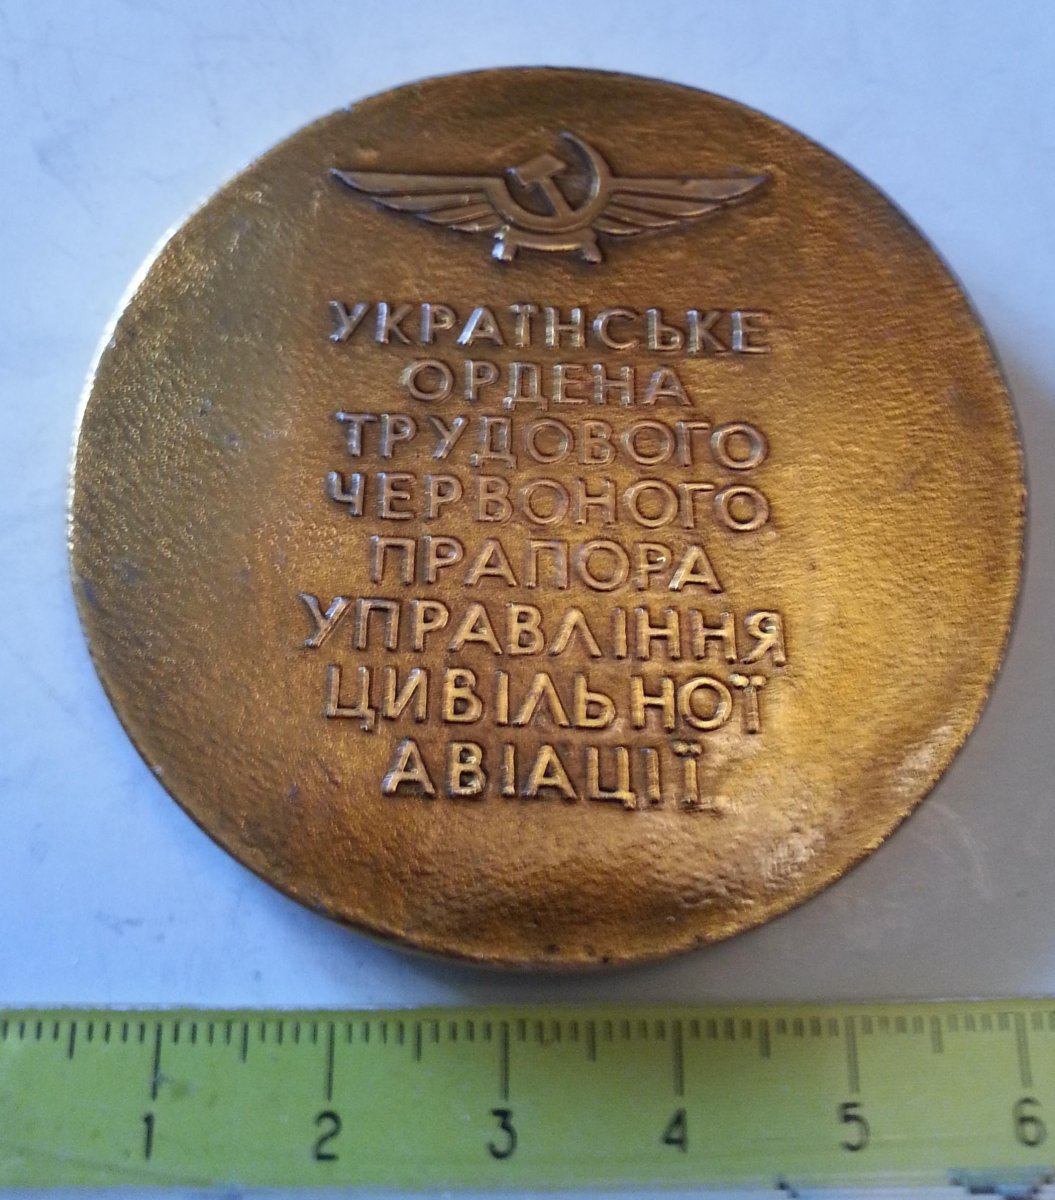 УКРАЇНСЬКЕ
ОРДЕНА
ТРУДОВОГО
ЧЕРВОНОГО
ПРАПОРА
УПРАВЛІННЯ
ЦИВІЛЬНОЇ
АВІАЦІЇ
1 2 3 4 5 6